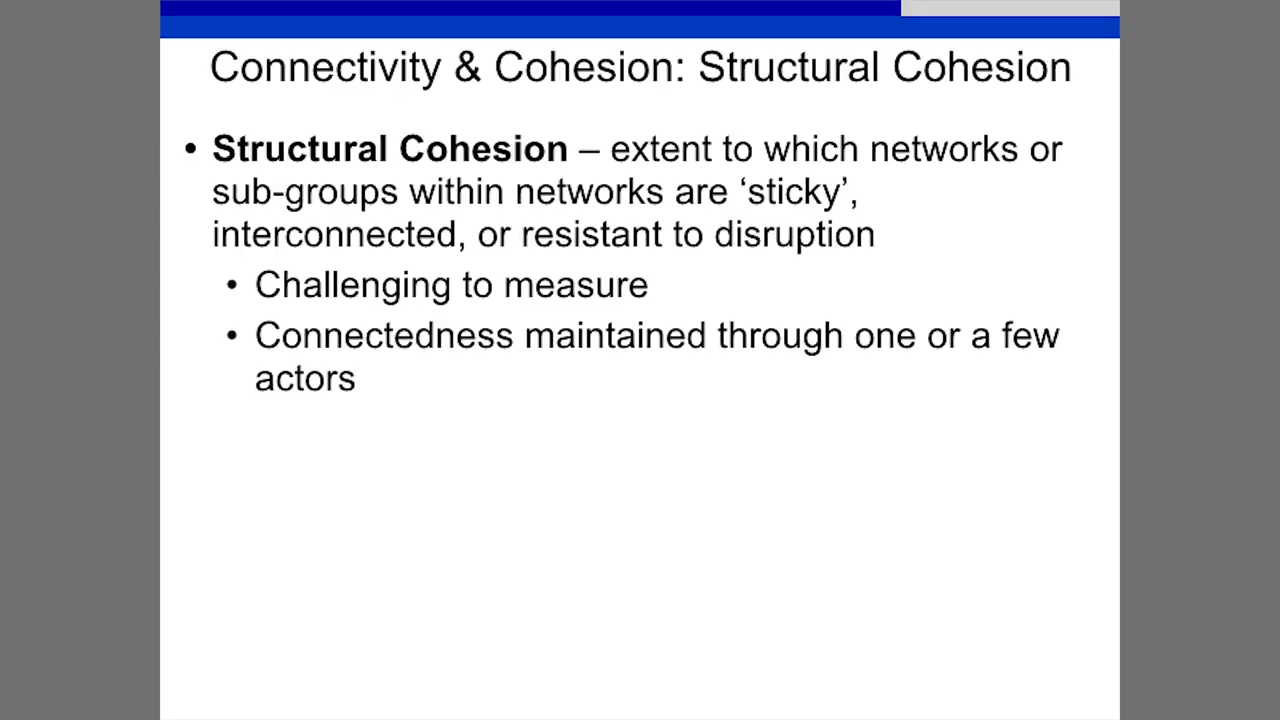 Connectivity & Cohesion: Structural Cohesion
• Structural Cohesion – extent to which networks or
sub-groups within networks are ‘sticky’,
interconnected, or resistant to disruption
• Challenging to measure
• Connectedness maintained through one or a few
actors